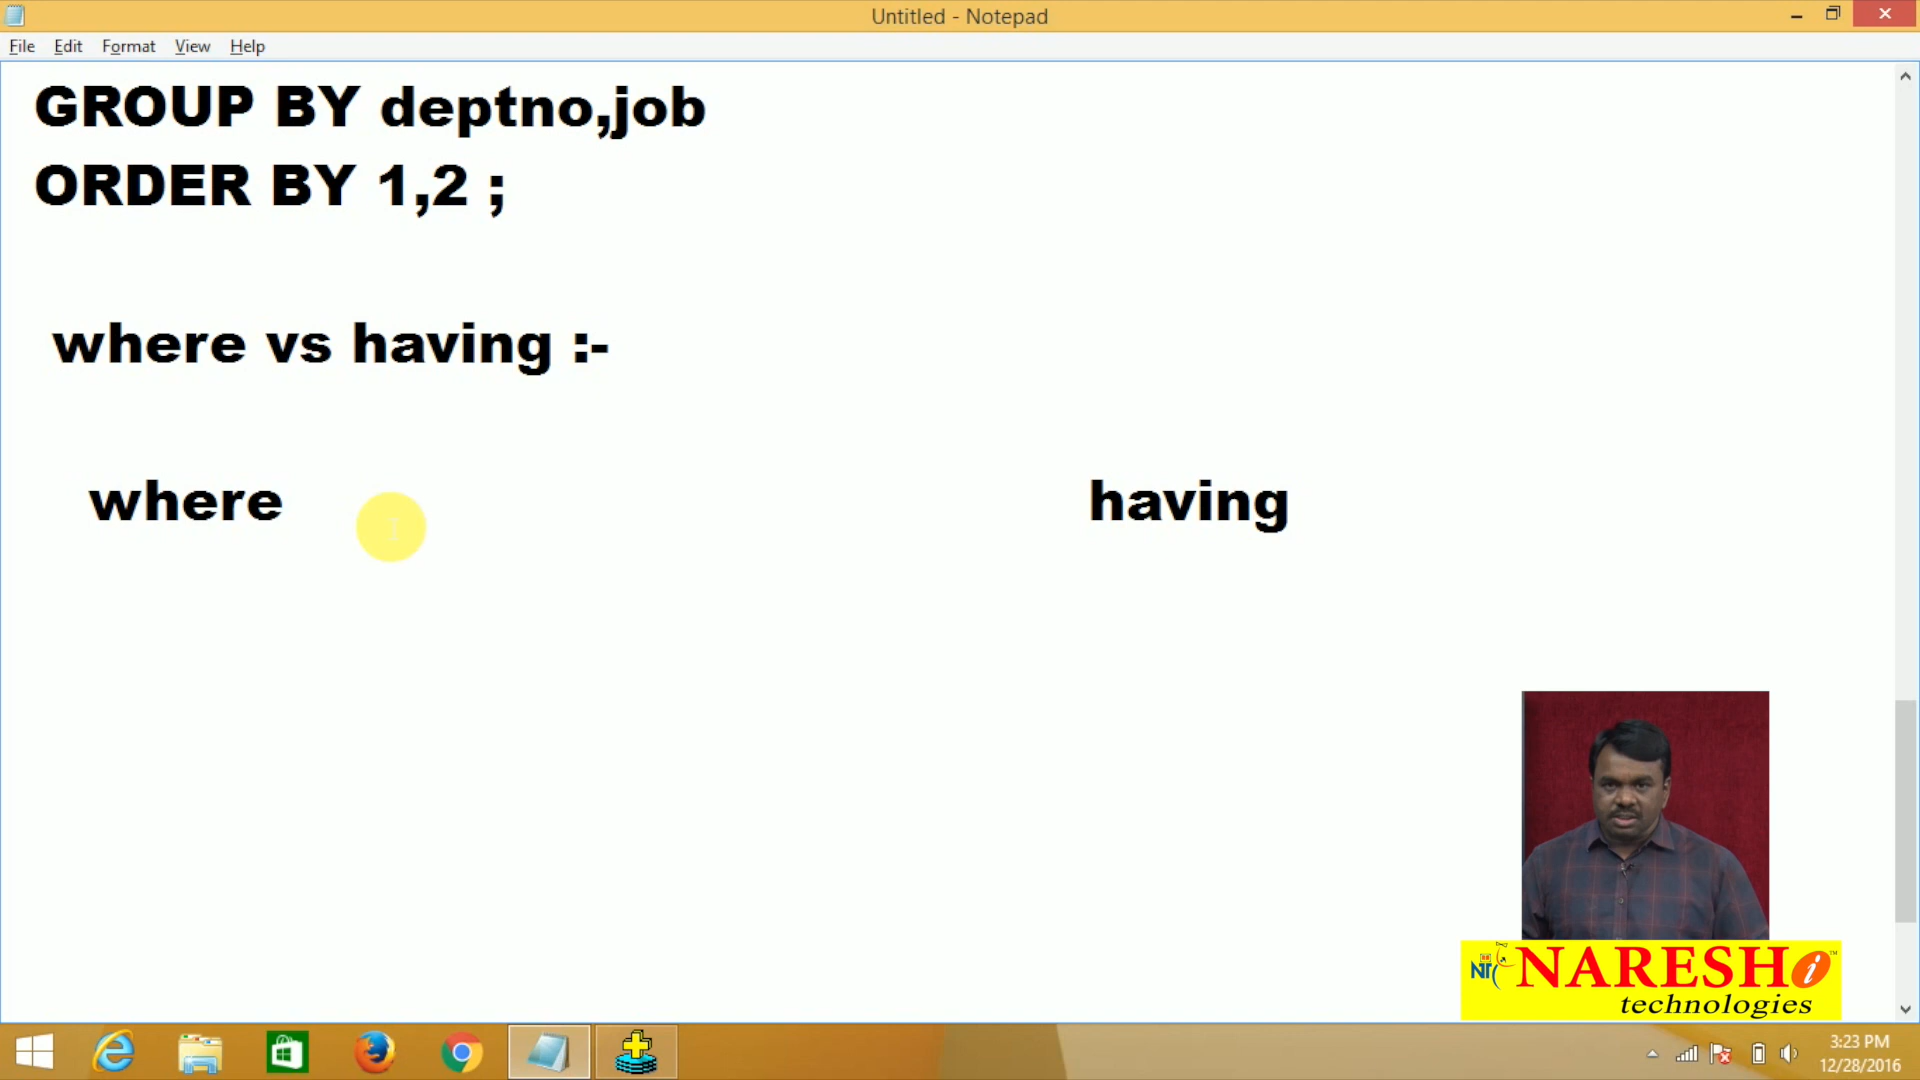 Untitled - Notepad
File Edit Format View Help
GROUP BY deptno,job
ORDER BY 1,2 ;
where vs having :-
where having
NARESH i
technologies
3:23 PM
12/28/2016